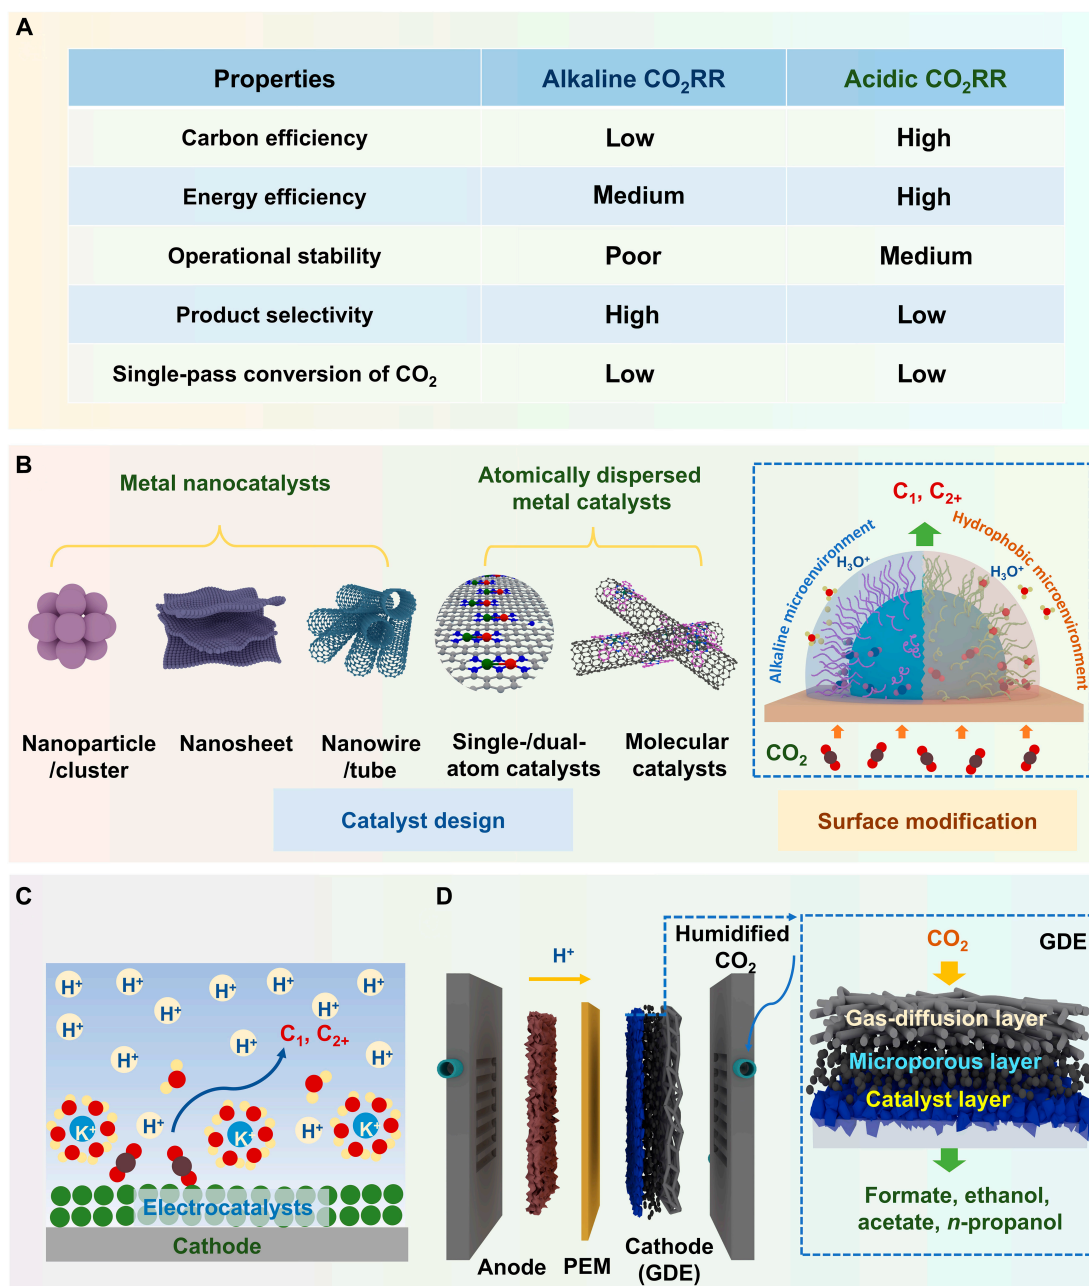 A
Properties Alkaline CO₂RR Acidic CO₂RR
Carbon efficiency Low High
Energy efficiency Medium High
Operational stability Poor Medium
Product selectivity High Low
Single-pass conversion of CO₂ Low Low
B
Metal nanocatalysts
Atomically dispersed
metal catalysts
Nanoparticle
/cluster
Nanosheet
Nanowire
/tube
Single-/dual-
atom catalysts
Molecular
catalysts
Catalyst design
C₁, C₂₊
Alkaline microenvironment
Hydrophobic microenvironment
H₃O⁺
H₃O⁺
CO₂
Surface modification
C
H⁺
H⁺
H⁺
H⁺
H⁺
H⁺
H⁺
H⁺
H⁺
H⁺
C₁, C₂₊
H⁺
H⁺
K⁺
K⁺
K⁺
Electrocatalysts
Cathode
D
H⁺
Humidified
CO₂
Anode
PEM
Cathode
(GDE)
CO₂
GDE
Gas-diffusion layer
Microporous layer
Catalyst layer
Formate, ethanol,
acetate, n-propanol